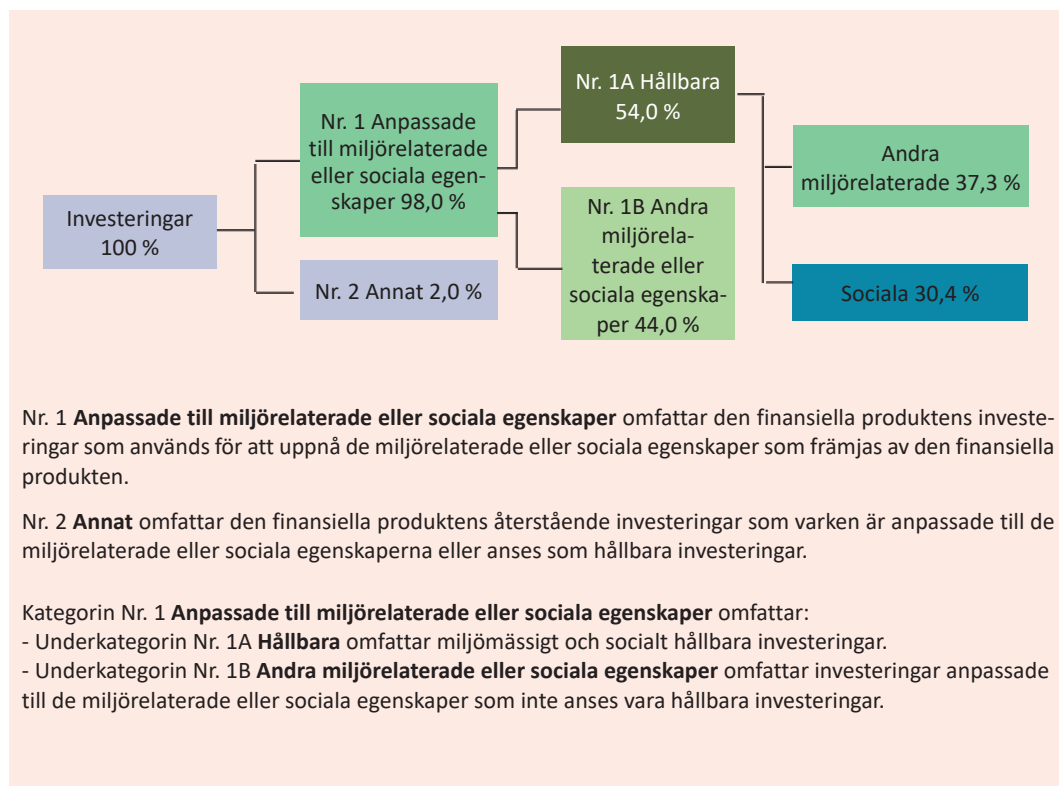 Investeringar
100 %
Nr. 1 Anpassade
till miljörelaterade
eller sociala egen-
skaper 98,0 %
Nr. 2 Annat 2,0 %
Nr. 1A Hållbara
54,0 %
Nr. 1B Andra
miljörela-
terade eller
sociala egenska-
per 44,0 %
Andra
miljörelaterade 37,3 %
Sociala 30,4 %
Nr. 1 Anpassade till miljörelaterade eller sociala egenskaper omfattar den finansiella produktens investe-
ringar som används för att uppnå de miljörelaterade eller sociala egenskaper som främjas av den finansiella
produkten.
Nr. 2 Annat omfattar den finansiella produktens återstående investeringar som varken är anpassade till de
miljörelaterade eller sociala egenskaperna eller anses som hållbara investeringar.
Kategorin Nr. 1 Anpassade till miljörelaterade eller sociala egenskaper omfattar:
- Underkategorin Nr. 1A Hållbara omfattar miljömässigt och socialt hållbara investeringar.
- Underkategorin Nr. 1B Andra miljörelaterade eller sociala egenskaper omfattar investeringar anpassade
till de miljörelaterade eller sociala egenskaper som inte anses vara hållbara investeringar.